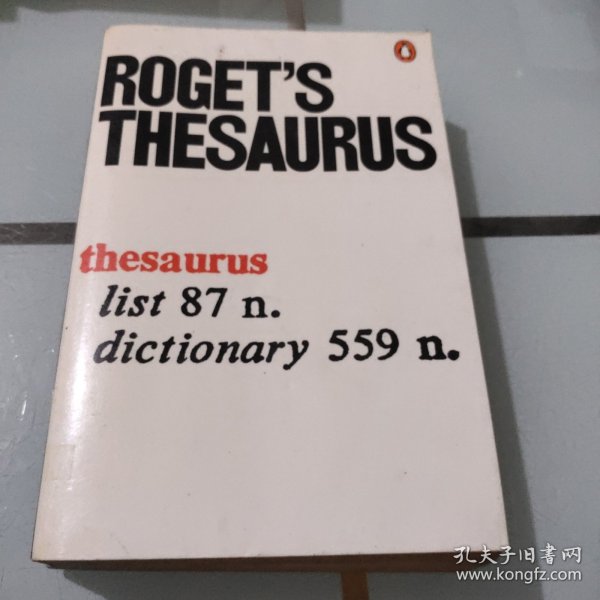 ROGET'S
THESAURUS
thesaurus
list 87 n.
dictionary 559 n.
孔夫子旧书网
www.kongfz.com